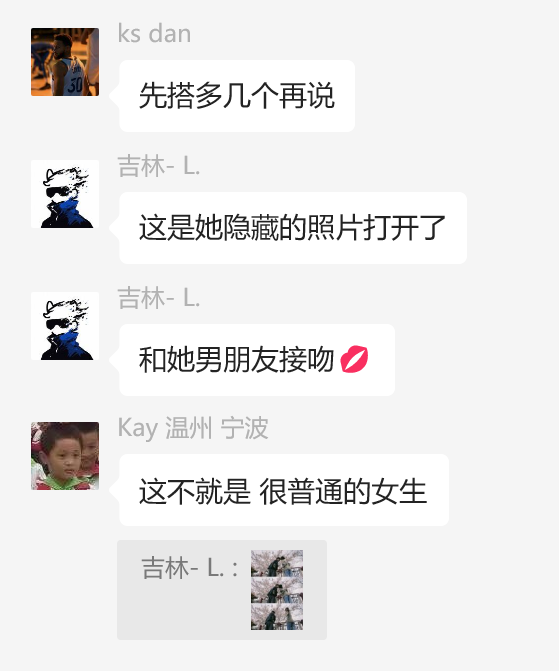 ks dan
先搭多几个再说
吉林- L.
这是她隐藏的照片打开了
吉林- L.
和她男朋友接吻💋
Kay 温州 宁波
这不就是 很普通的女生
吉林- L. :
30